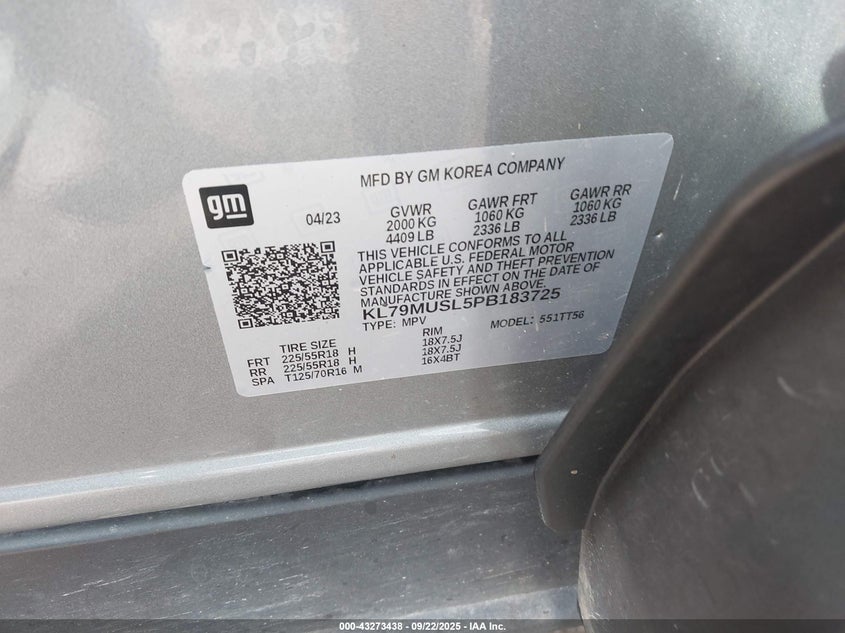 MFD BY GM KOREA COMPANY
gm
04/23
GVWR
2000 KG
4409 LB
GAWR FRT
1060 KG
2336 LB
GAWR RR
1060 KG
2336 LB
THIS VEHICLE CONFORMS TO ALL
APPLICABLE U.S. FEDERAL MOTOR
VEHICLE SAFETY AND THEFT PREVENTION
STANDARDS IN EFFECT ON THE DATE OF
MANUFACTURE SHOWN ABOVE.
KL79MUSL5PB183725
TYPE: MPV MODEL: 551TT56
TIRE SIZE RIM
FRT 225/55R18 H 18X7.5J
RR 225/55R18 H 18X7.5J
SPA T125/70R16 M 16X4BT
000-43273438 - 09/22/2025 - IAA Inc.